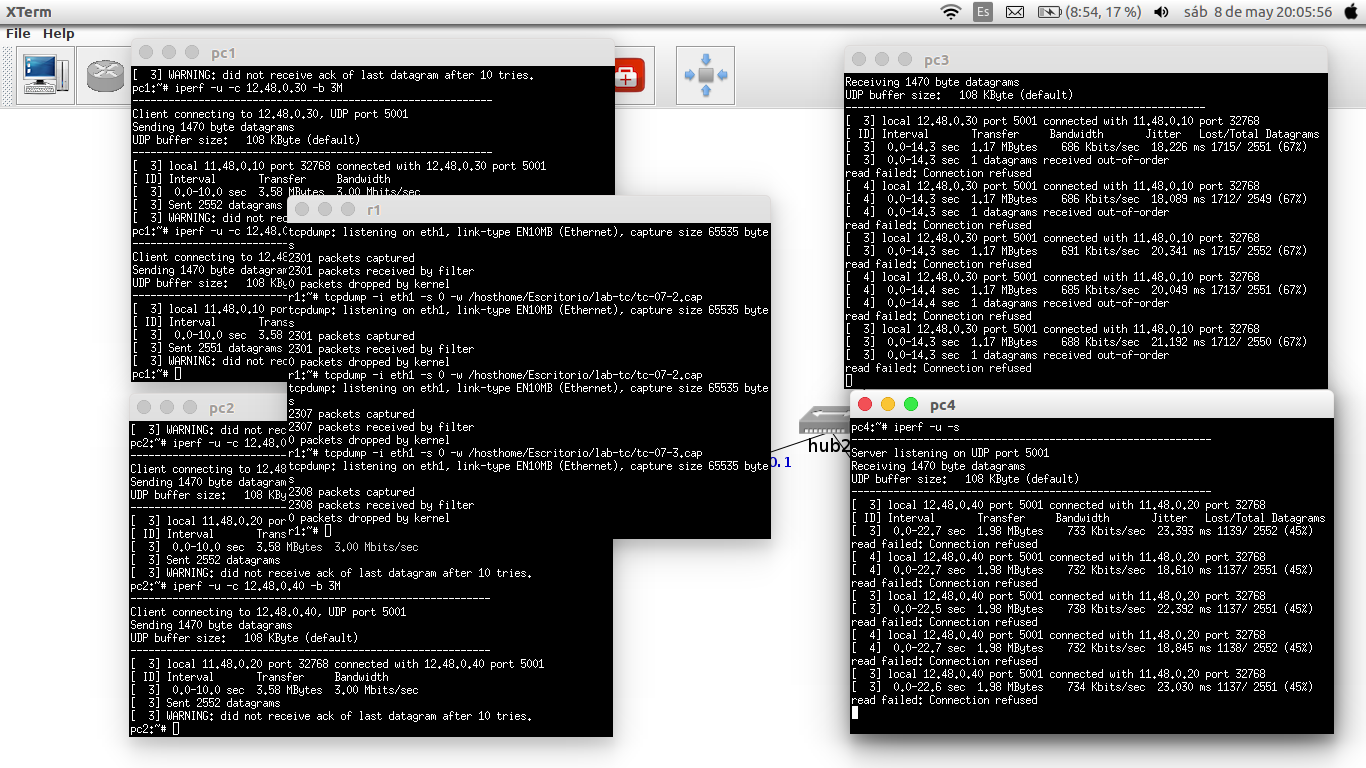 XTerm
Es
(8:54, 17 %)
sáb 8 de may 20:05:56
File Help
pc1
[ 3] WARNING: did not receive ack of last datagram after 10 tries.
pc1:~# iperf -u -c 12.48.0.30 -b 3M
------------------------------------------------------------
Client connecting to 12.48.0.30, UDP port 5001
Sending 1470 byte datagrams
UDP buffer size: 108 KByte (default)
------------------------------------------------------------
[ 3] local 11.48.0.10 port 32768 connected with 12.48.0.30 port 5001
[ ID] Interval Transfer Bandwidth
[ 3] 0.0-10.0 sec 3.58 MBytes 3.00 Mbits/sec
[ 3] Sent 2552 datagrams
[ 3] WARNING: did not rec
pc1:~# iperf -u -c 12.48.0
--------------------------
Client connecting to 12.48
Sending 1470 byte datagram
UDP buffer size: 108 KB
--------------------------
[ 3] local 11.48.0.10 por
[ ID] Interval Trans
[ 3] 0.0-10.0 sec 3.58
[ 3] Sent 2551 datagrams
[ 3] WARNING: did not rec
pc1:~#
r1
tcpdump: listening on eth1, link-type EN10MB (Ethernet), capture size 65535 byte
s
2301 packets captured
2301 packets received by filter
0 packets dropped by kernel
r1:~# tcpdump -i eth1 -s 0 -w /hosthome/Escritorio/lab-tc/tc-07-2.cap
tcpdump: listening on eth1, link-type EN10MB (Ethernet), capture size 65535 byte
s
2301 packets captured
2301 packets received by filter
0 packets dropped by kernel
r1:~# tcpdump -i eth1 -s 0 -w /hosthome/Escritorio/lab-tc/tc-07-2.cap
tcpdump: listening on eth1, link-type EN10MB (Ethernet), capture size 65535 byte
s
2307 packets captured
2307 packets received by filter
0 packets dropped by kernel
r1:~# tcpdump -i eth1 -s 0 -w /hosthome/Escritorio/lab-tc/tc-07-3.cap
tcpdump: listening on eth1, link-type EN10MB (Ethernet), capture size 65535 byte
s
2308 packets captured
2308 packets received by filter
0 packets dropped by kernel
r1:~#
pc2
[ 3] WARNING: did not rec
pc2:~# iperf -u -c 12.48.0
--------------------------
Client connecting to 12.48
Sending 1470 byte datagram
UDP buffer size: 108 KB
--------------------------
[ 3] local 11.48.0.20 por
[ ID] Interval Trans
[ 3] 0.0-10.0 sec 3.58 MBytes 3.00 Mbits/sec
[ 3] Sent 2552 datagrams
[ 3] WARNING: did not receive ack of last datagram after 10 tries.
pc2:~# iperf -u -c 12.48.0.40 -b 3M
------------------------------------------------------------
Client connecting to 12.48.0.40, UDP port 5001
Sending 1470 byte datagrams
UDP buffer size: 108 KByte (default)
------------------------------------------------------------
[ 3] local 11.48.0.20 port 32768 connected with 12.48.0.40 port 5001
[ ID] Interval Transfer Bandwidth
[ 3] 0.0-10.0 sec 3.58 MBytes 3.00 Mbits/sec
[ 3] Sent 2552 datagrams
[ 3] WARNING: did not receive ack of last datagram after 10 tries.
pc2:~#
hub2
0.1
pc3
Receiving 1470 byte datagrams
UDP buffer size: 108 KByte (default)
------------------------------------------------------------
[ 3] local 12.48.0.30 port 5001 connected with 11.48.0.10 port 32768
[ ID] Interval Transfer Bandwidth Jitter Lost/Total Datagrams
[ 3] 0.0-14.3 sec 1.17 MBytes 686 Kbits/sec 18.226 ms 1715/ 2551 (67%)
[ 3] 0.0-14.3 sec 1 datagrams received out-of-order
read failed: Connection refused
[ 4] local 12.48.0.30 port 5001 connected with 11.48.0.10 port 32768
[ 4] 0.0-14.3 sec 1.17 MBytes 686 Kbits/sec 18.089 ms 1712/ 2549 (67%)
[ 4] 0.0-14.3 sec 1 datagrams received out-of-order
read failed: Connection refused
[ 3] local 12.48.0.30 port 5001 connected with 11.48.0.10 port 32768
[ 3] 0.0-14.3 sec 1.17 MBytes 691 Kbits/sec 20.341 ms 1715/ 2552 (67%)
read failed: Connection refused
[ 4] local 12.48.0.30 port 5001 connected with 11.48.0.10 port 32768
[ 4] 0.0-14.4 sec 1.17 MBytes 685 Kbits/sec 20.049 ms 1713/ 2551 (67%)
[ 4] 0.0-14.4 sec 1 datagrams received out-of-order
read failed: Connection refused
[ 3] local 12.48.0.30 port 5001 connected with 11.48.0.10 port 32768
[ 3] 0.0-14.3 sec 1.17 MBytes 688 Kbits/sec 21.192 ms 1712/ 2550 (67%)
[ 3] 0.0-14.3 sec 1 datagrams received out-of-order
read failed: Connection refused
pc4
pc4:~# iperf -u -s
------------------------------------------------------------
Server listening on UDP port 5001
Receiving 1470 byte datagrams
UDP buffer size: 108 KByte (default)
------------------------------------------------------------
[ 3] local 12.48.0.40 port 5001 connected with 11.48.0.20 port 32768
[ ID] Interval Transfer Bandwidth Jitter Lost/Total Datagrams
[ 3] 0.0-22.7 sec 1.98 MBytes 733 Kbits/sec 23.393 ms 1139/ 2552 (45%)
read failed: Connection refused
[ 4] local 12.48.0.40 port 5001 connected with 11.48.0.20 port 32768
[ 4] 0.0-22.7 sec 1.98 MBytes 732 Kbits/sec 18.610 ms 1137/ 2551 (45%)
read failed: Connection refused
[ 3] local 12.48.0.40 port 5001 connected with 11.48.0.20 port 32768
[ 3] 0.0-22.5 sec 1.98 MBytes 738 Kbits/sec 22.392 ms 1137/ 2551 (45%)
read failed: Connection refused
[ 4] local 12.48.0.40 port 5001 connected with 11.48.0.20 port 32768
[ 4] 0.0-22.7 sec 1.98 MBytes 732 Kbits/sec 18.845 ms 1138/ 2552 (45%)
read failed: Connection refused
[ 3] local 12.48.0.40 port 5001 connected with 11.48.0.20 port 32768
[ 3] 0.0-22.6 sec 1.98 MBytes 734 Kbits/sec 23.030 ms 1137/ 2551 (45%)
read failed: Connection refused